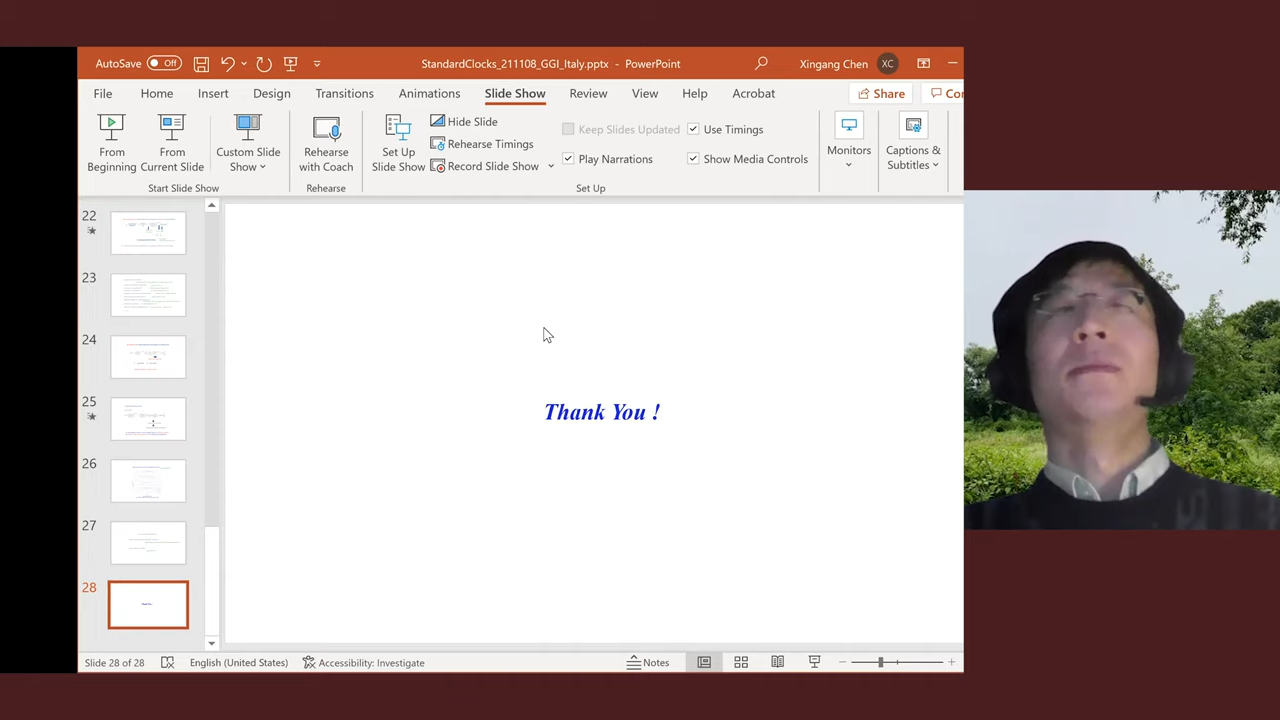 AutoSave Off StandardClocks_211108_GGI_Italy.pptx - PowerPoint Xingang Chen XC
File Home Insert Design Transitions Animations Slide Show Review View Help Acrobat Share Co
From Beginning
From Current Slide
Custom Slide Show
Start Slide Show
Rehearse with Coach
Rehearse
Set Up Slide Show
Hide Slide
Rehearse Timings
Record Slide Show
Keep Slides Updated
Play Narrations
Use Timings
Show Media Controls
Set Up
Monitors
Captions & Subtitles
22
23
24
25
26
27
28
Thank You !
Slide 28 of 28 English (United States) Accessibility: Investigate Notes